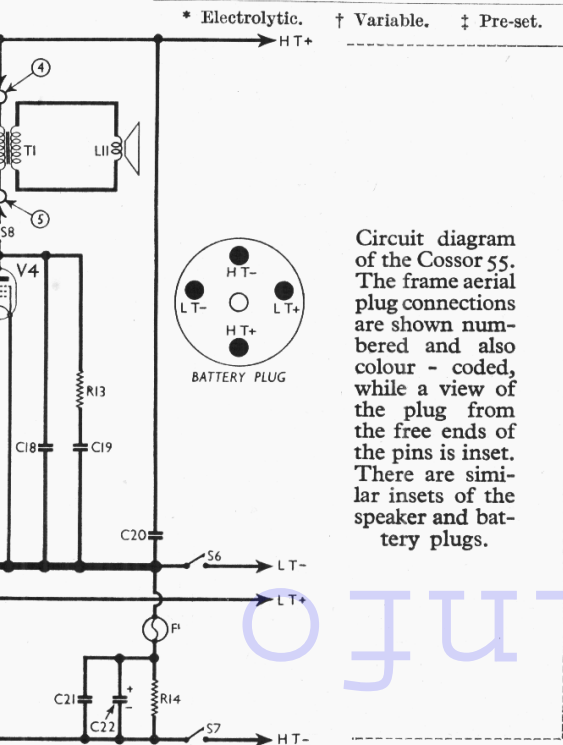 * Electrolytic. † Variable. ‡ Pre-set.
HT+
4
T1
L11
5
S8
V4
HT-
LT-
LT+
HT+
BATTERY PLUG
R13
C18
C19
C20
S6
LT-
LT+
F1
C21
C22
+
-
R14
S7
HT-
Circuit diagram
of the Cossor 55.
The frame aerial
plug connections
are shown num-
bered and also
colour - coded,
while a view of
the plug from
the free ends of
the pins is inset.
There are simi-
lar insets of the
speaker and bat-
tery plugs.